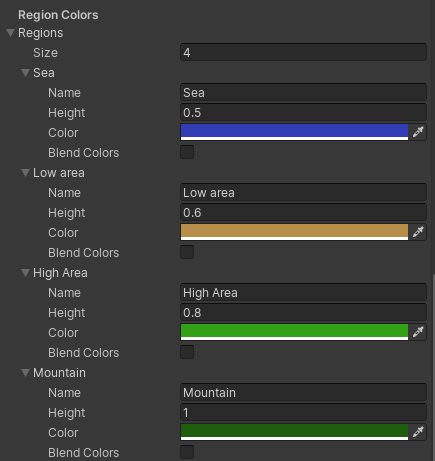 Region Colors
Regions
Size 4
Sea
Name Sea
Height 0.5
Color
Blend Colors
Low area
Name Low area
Height 0.6
Color
Blend Colors
High Area
Name High Area
Height 0.8
Color
Blend Colors
Mountain
Name Mountain
Height 1
Color
Blend Colors